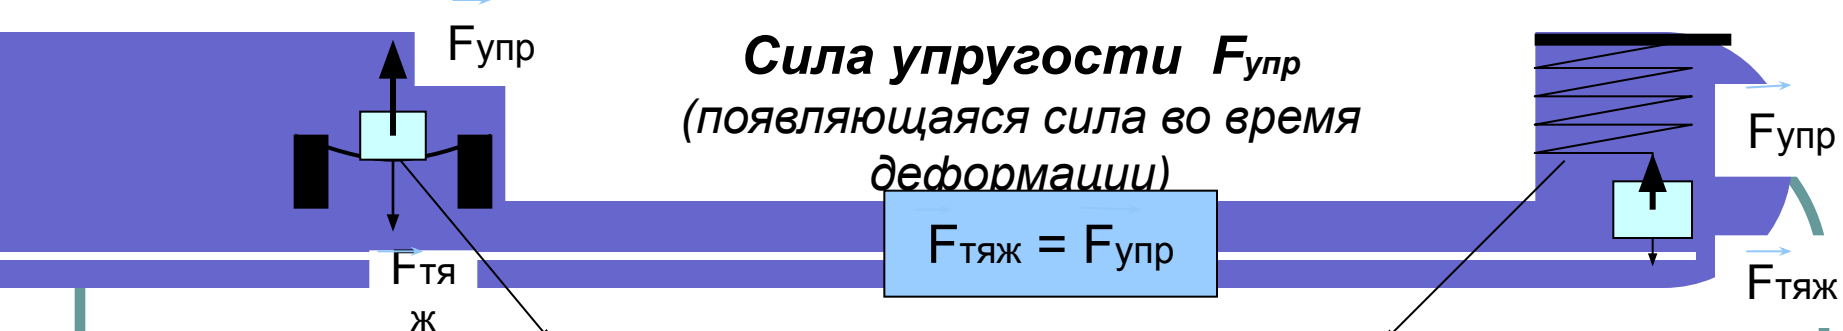 Fупр
Сила упругости Fупр
(появляющаяся сила во время
деформации)
Fупр
Fтяж = Fупр
Fтя
ж
Fтяж